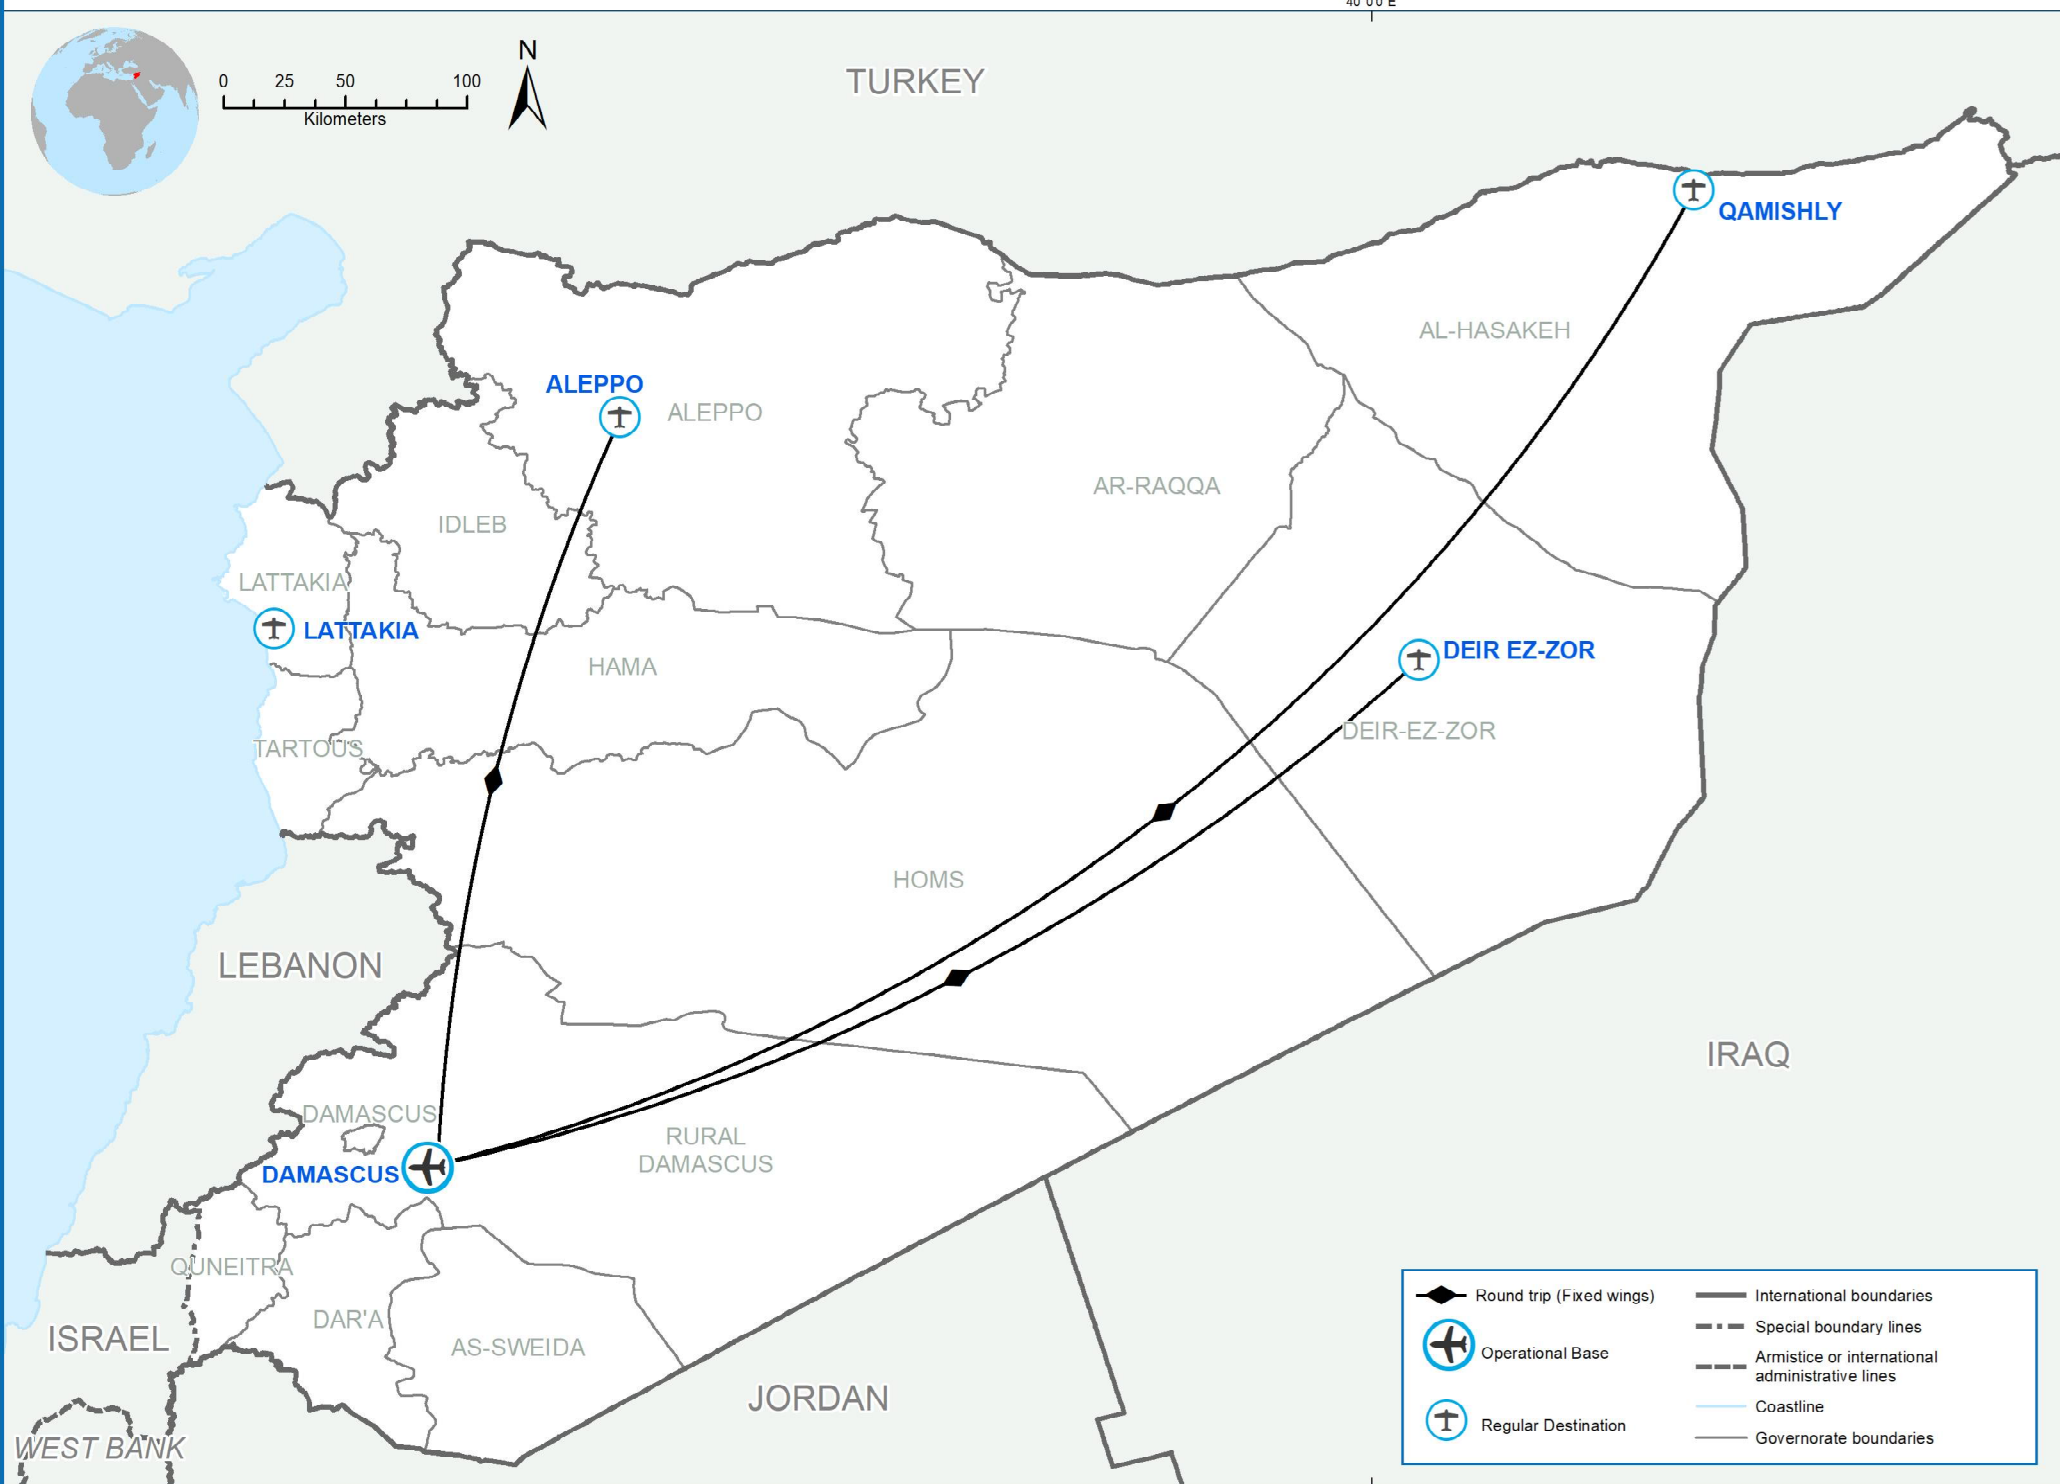 40°0'0"E
N
0 25 50 100
Kilometers
TURKEY
QAMISHLY
AL-HASAKEH
ALEPPO
ALEPPO
AR-RAQQA
IDLEB
LATTAKIA
LATTAKIA
DEIR EZ-ZOR
HAMA
DEIR-EZ-ZOR
TARTOUS
HOMS
LEBANON
IRAQ
DAMASCUS
RURAL
DAMASCUS
DAMASCUS
QUNEITRA
DAR'A
ISRAEL
AS-SWEIDA
JORDAN
WEST BANK
Round trip (Fixed wings)
Operational Base
Regular Destination
International boundaries
Special boundary lines
Armistice or international
administrative lines
Coastline
Governorate boundaries